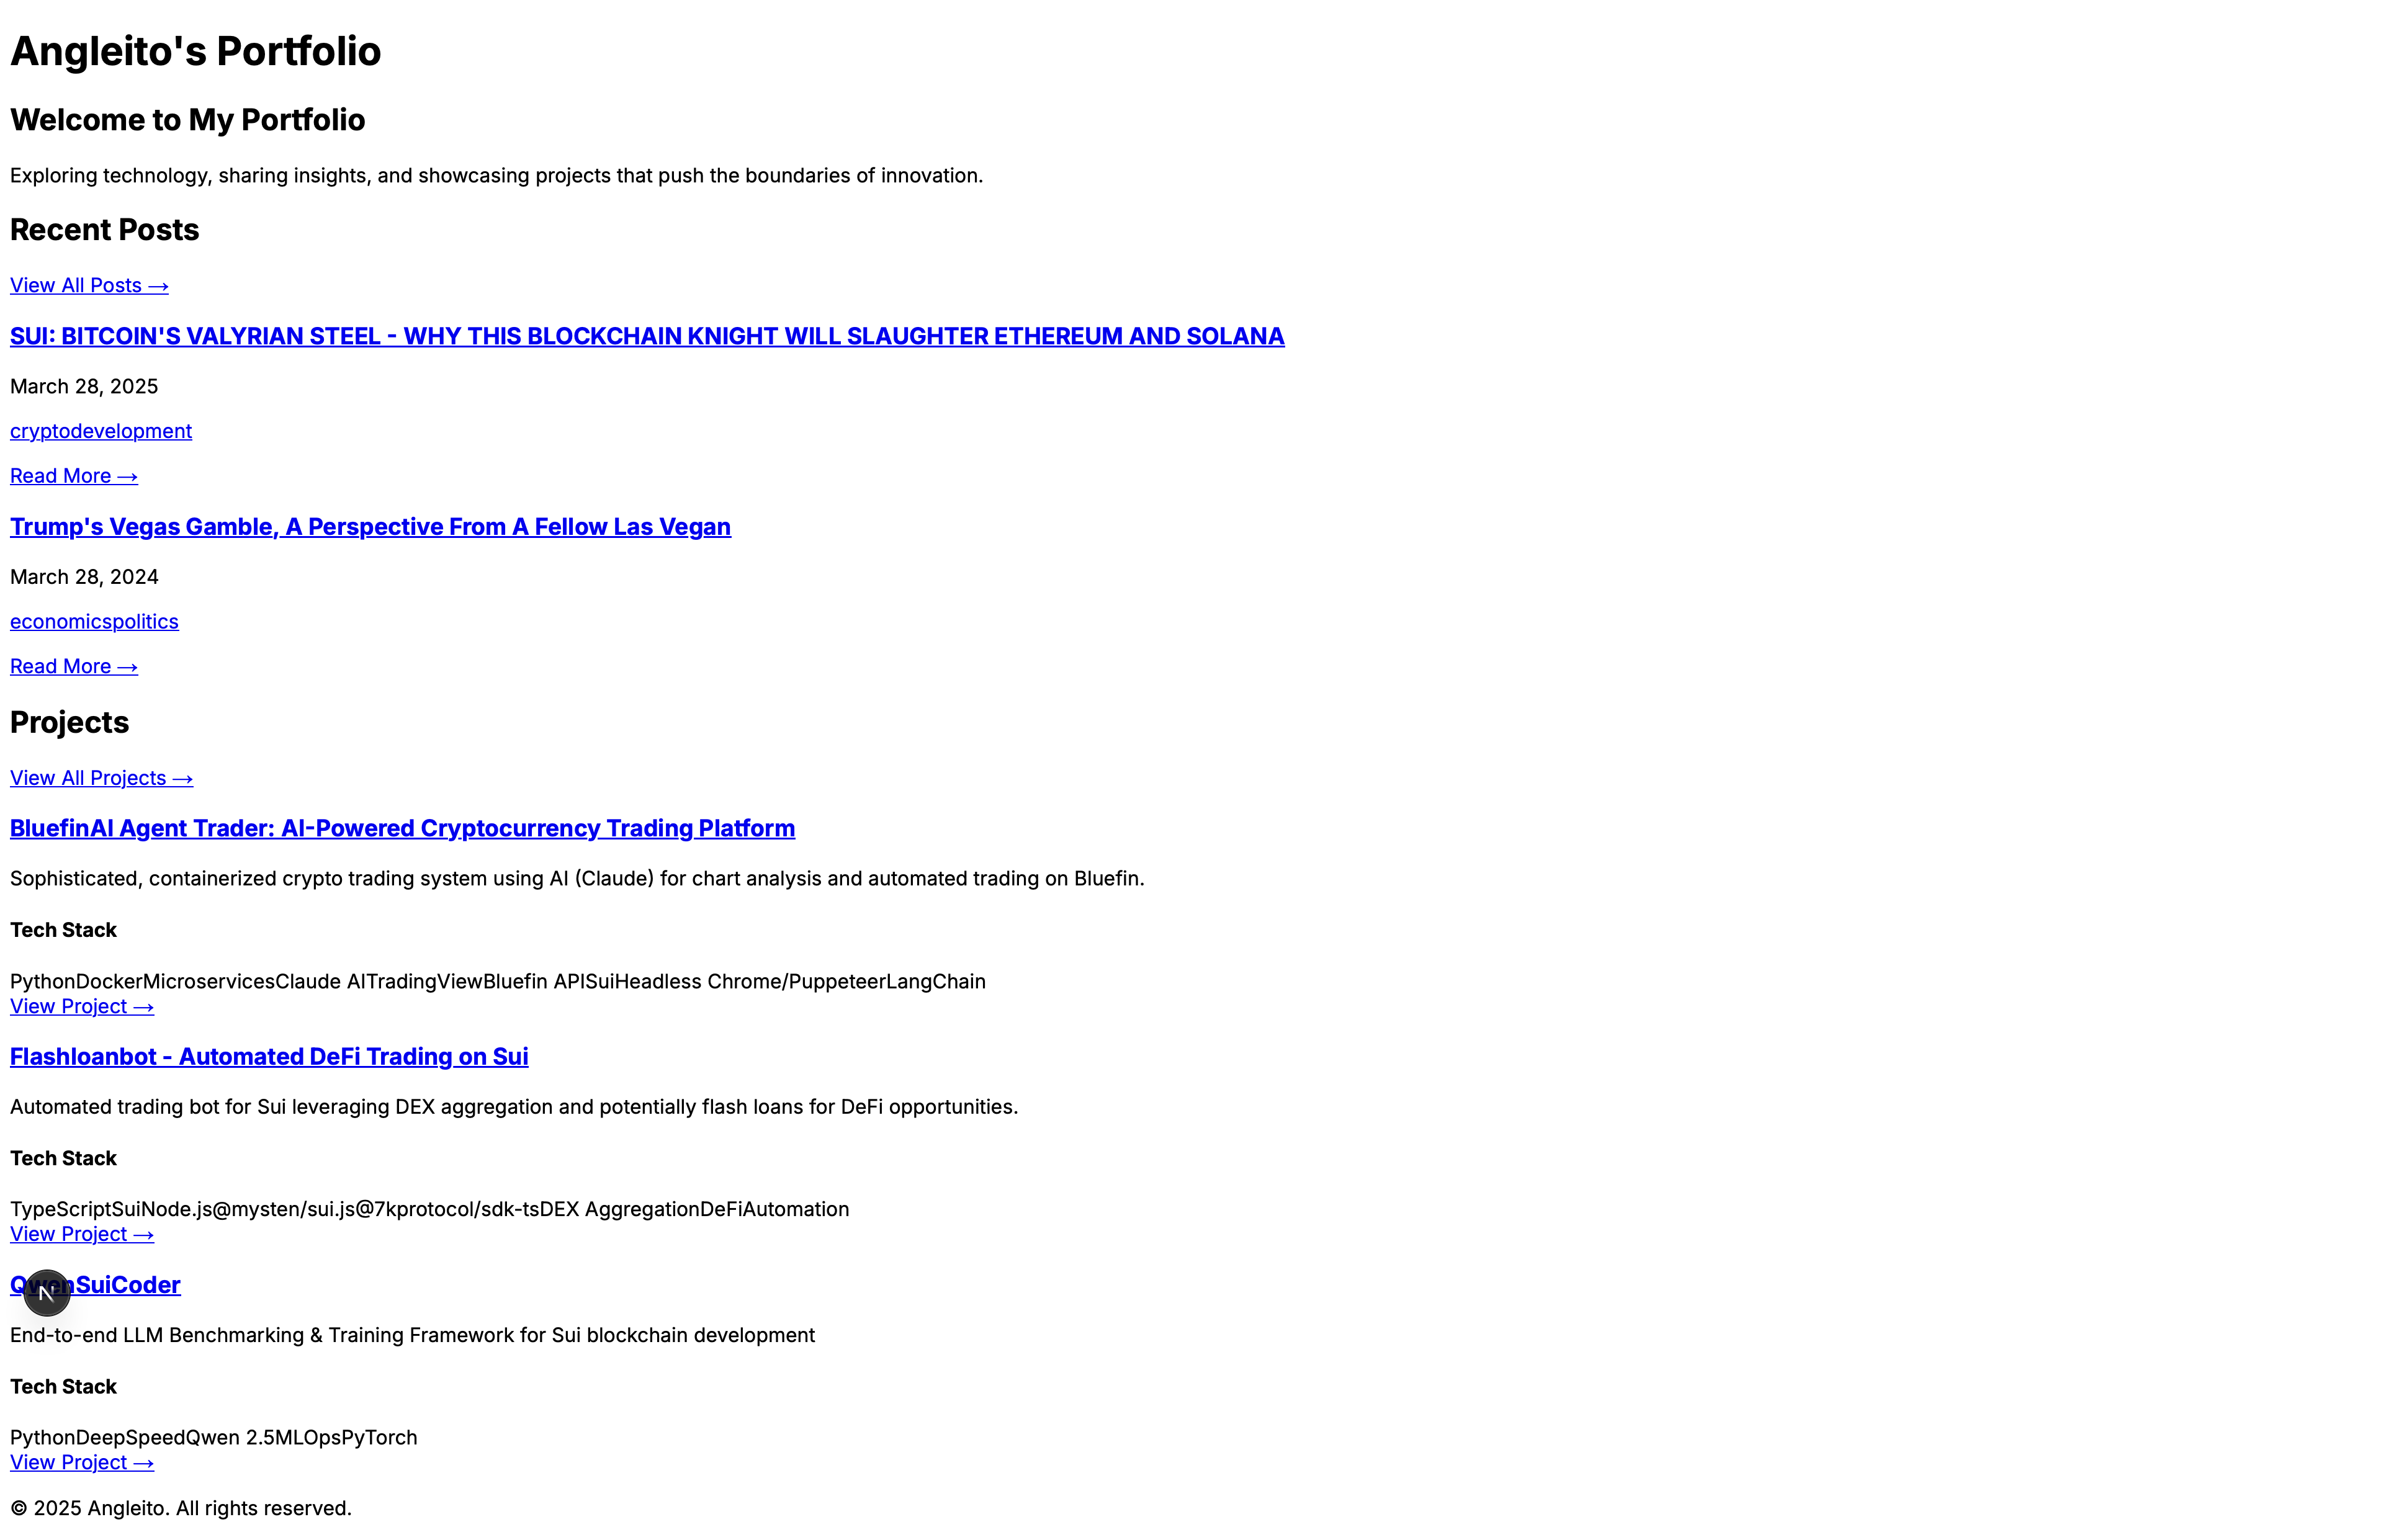 Angleito's Portfolio
Welcome to My Portfolio
Exploring technology, sharing insights, and showcasing projects that push the boundaries of innovation.
Recent Posts
View All Posts →
SUI: BITCOIN'S VALYRIAN STEEL - WHY THIS BLOCKCHAIN KNIGHT WILL SLAUGHTER ETHEREUM AND SOLANA
March 28, 2025
cryptodevelopment
Read More →
Trump's Vegas Gamble, A Perspective From A Fellow Las Vegan
March 28, 2024
economicspolitics
Read More →
Projects
View All Projects →
BluefinAI Agent Trader: AI-Powered Cryptocurrency Trading Platform
Sophisticated, containerized crypto trading system using AI (Claude) for chart analysis and automated trading on Bluefin.
Tech Stack
PythonDockerMicroservicesClaude AITradingViewBluefin APISuiHeadless Chrome/PuppeteerLangChain
View Project →
Flashloanbot - Automated DeFi Trading on Sui
Automated trading bot for Sui leveraging DEX aggregation and potentially flash loans for DeFi opportunities.
Tech Stack
TypeScriptSuiNode.js@mysten/sui.js@7kprotocol/sdk-tsDEX AggregationDeFiAutomation
View Project →
QwenSuiCoder
N
End-to-end LLM Benchmarking & Training Framework for Sui blockchain development
Tech Stack
PythonDeepSpeedQwen 2.5MLOpsPyTorch
View Project →
© 2025 Angleito. All rights reserved.